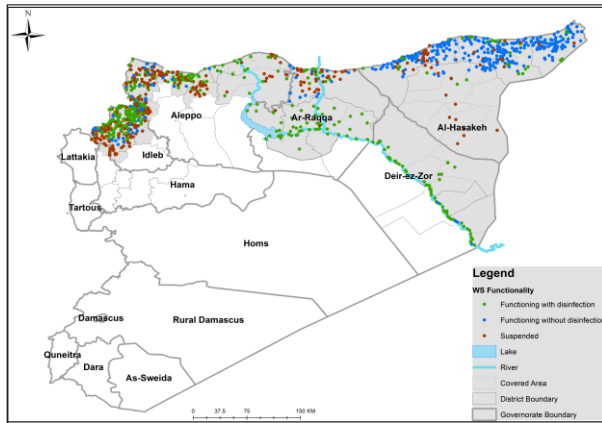 N
Aleppo
Ar-Raqqa
Al-Hasakeh
Lattakia
Idleb
Deir-ez-Zor
Hama
Tartous
Homs
Damascus
Rural Damascus
Quneitra
Dara
As-Sweida
0 37.5 75 150 KM
Legend
WS Functionality
Functioning with disinfection
Functioning without disinfection
Suspended
Lake
River
Covered Area
District Boundary
Governorate Boundary